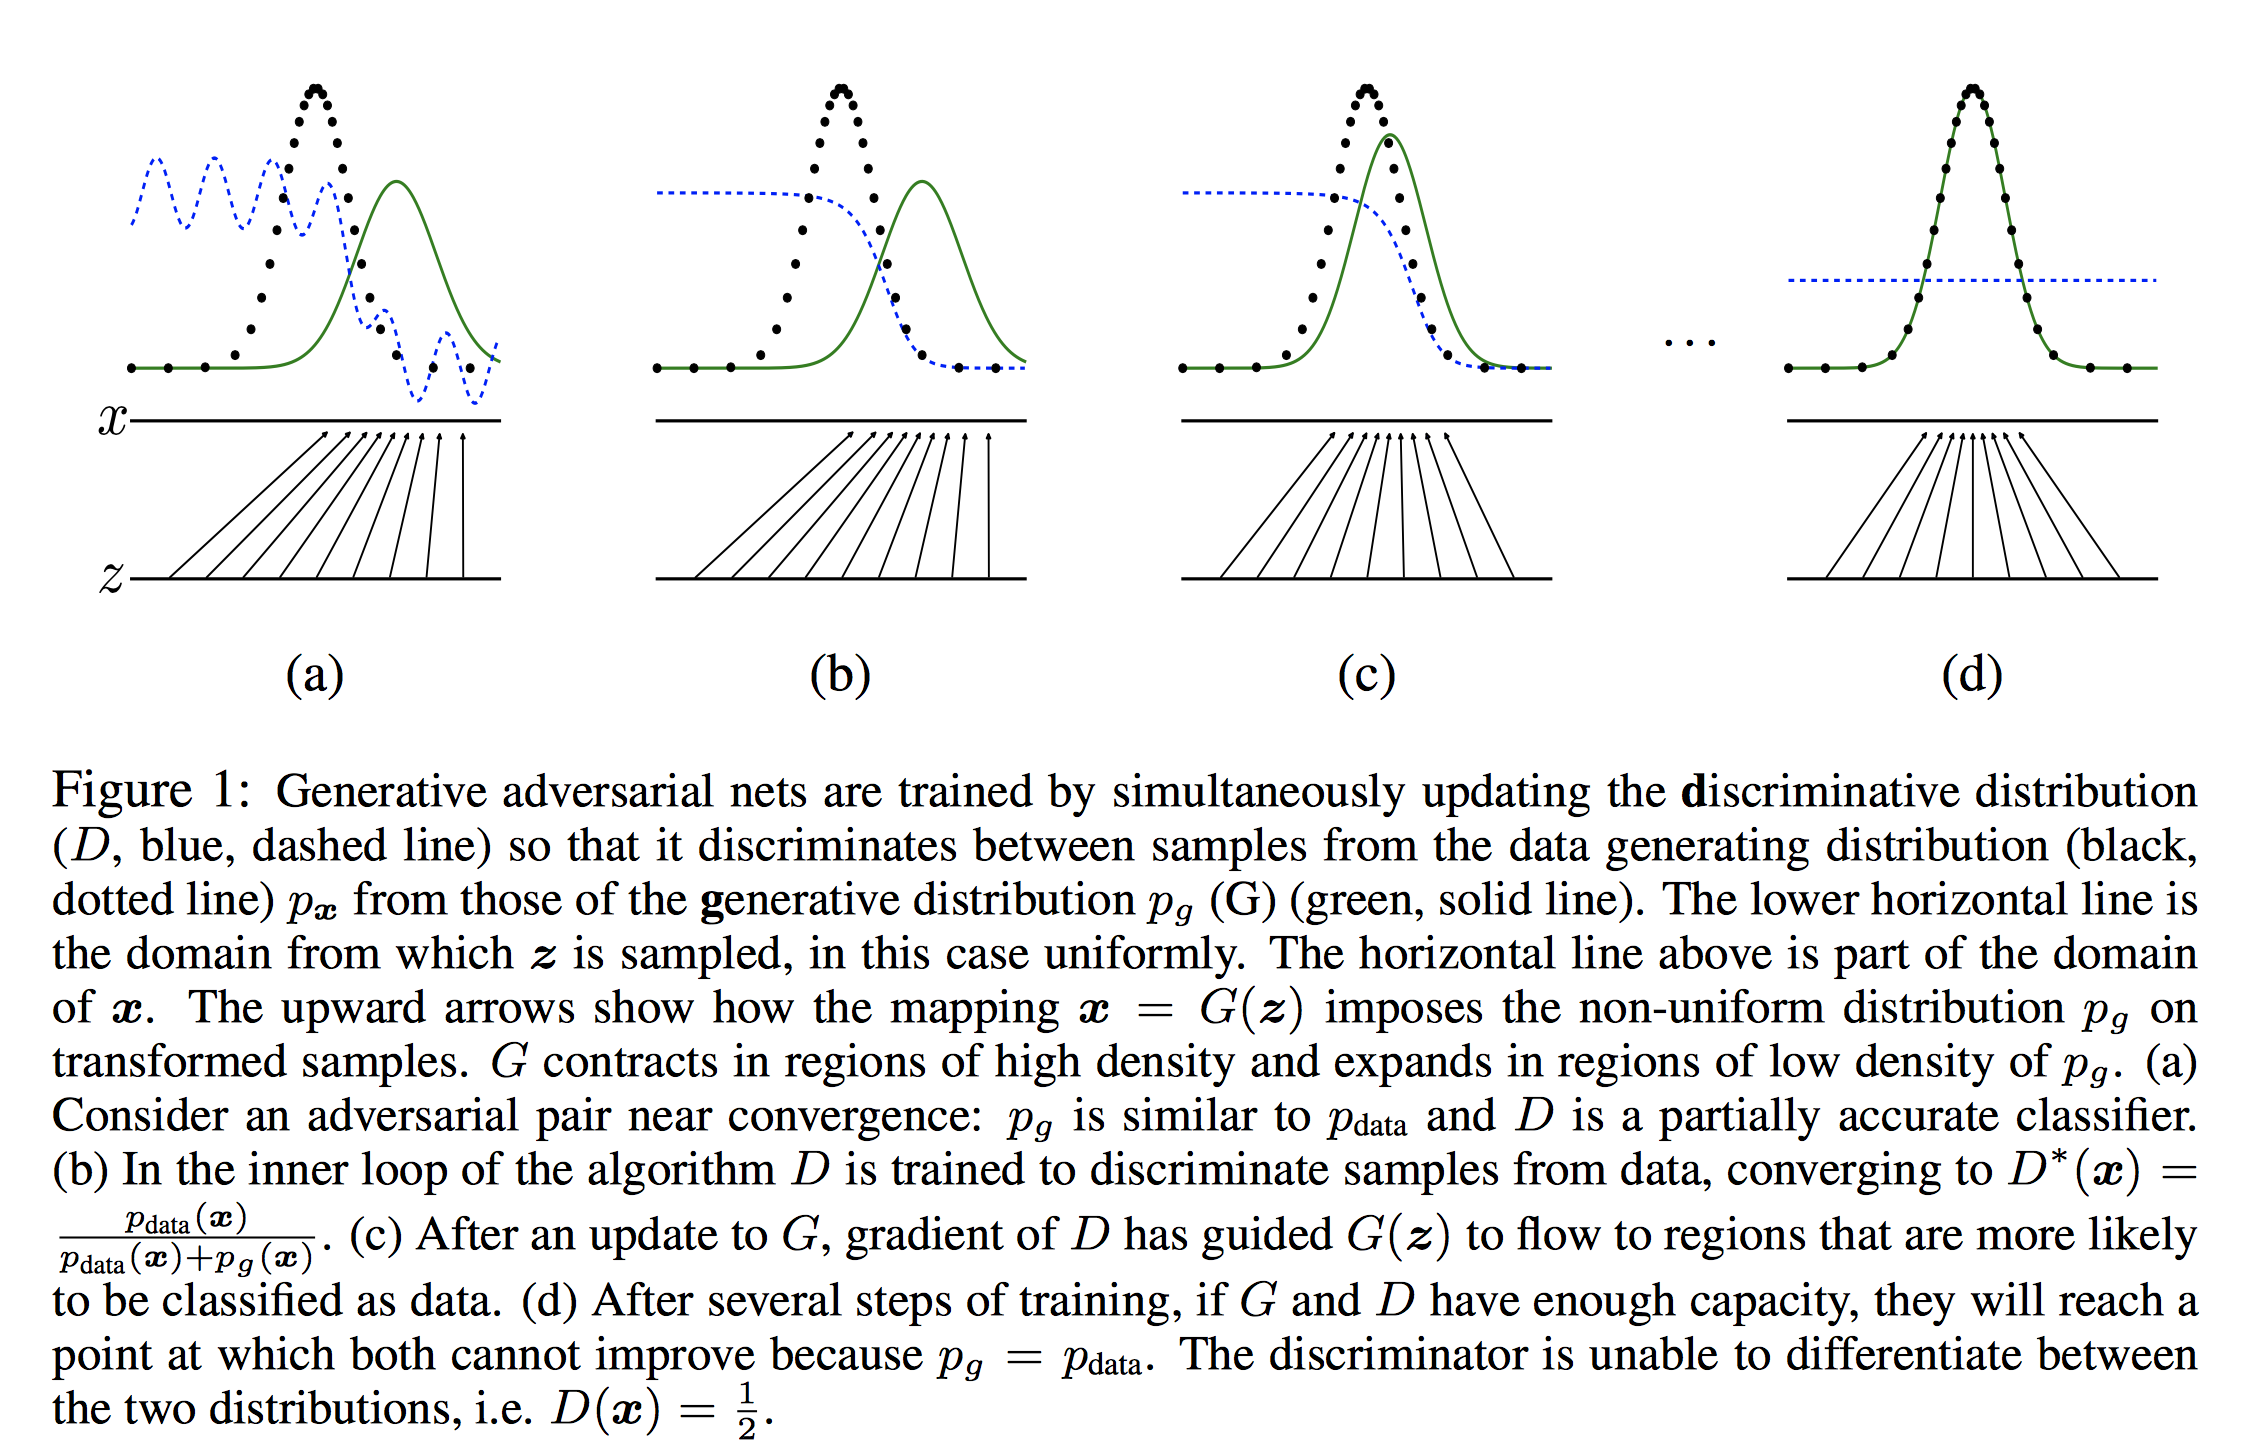 ...
x
z
(a) (b) (c) (d)
Figure 1: Generative adversarial nets are trained by simultaneously updating the discriminative distribution
(D, blue, dashed line) so that it discriminates between samples from the data generating distribution (black,
dotted line) pₓ from those of the generative distribution p_g (G) (green, solid line). The lower horizontal line is
the domain from which z is sampled, in this case uniformly. The horizontal line above is part of the domain
of x. The upward arrows show how the mapping x = G(z) imposes the non-uniform distribution p_g on
transformed samples. G contracts in regions of high density and expands in regions of low density of p_g. (a)
Consider an adversarial pair near convergence: p_g is similar to p_data and D is a partially accurate classifier.
(b) In the inner loop of the algorithm D is trained to discriminate samples from data, converging to D*(x) =
p_data(x) / (p_data(x)+p_g(x)). (c) After an update to G, gradient of D has guided G(z) to flow to regions that are more likely
to be classified as data. (d) After several steps of training, if G and D have enough capacity, they will reach a
point at which both cannot improve because p_g = p_data. The discriminator is unable to differentiate between
the two distributions, i.e. D(x) = 1/2.